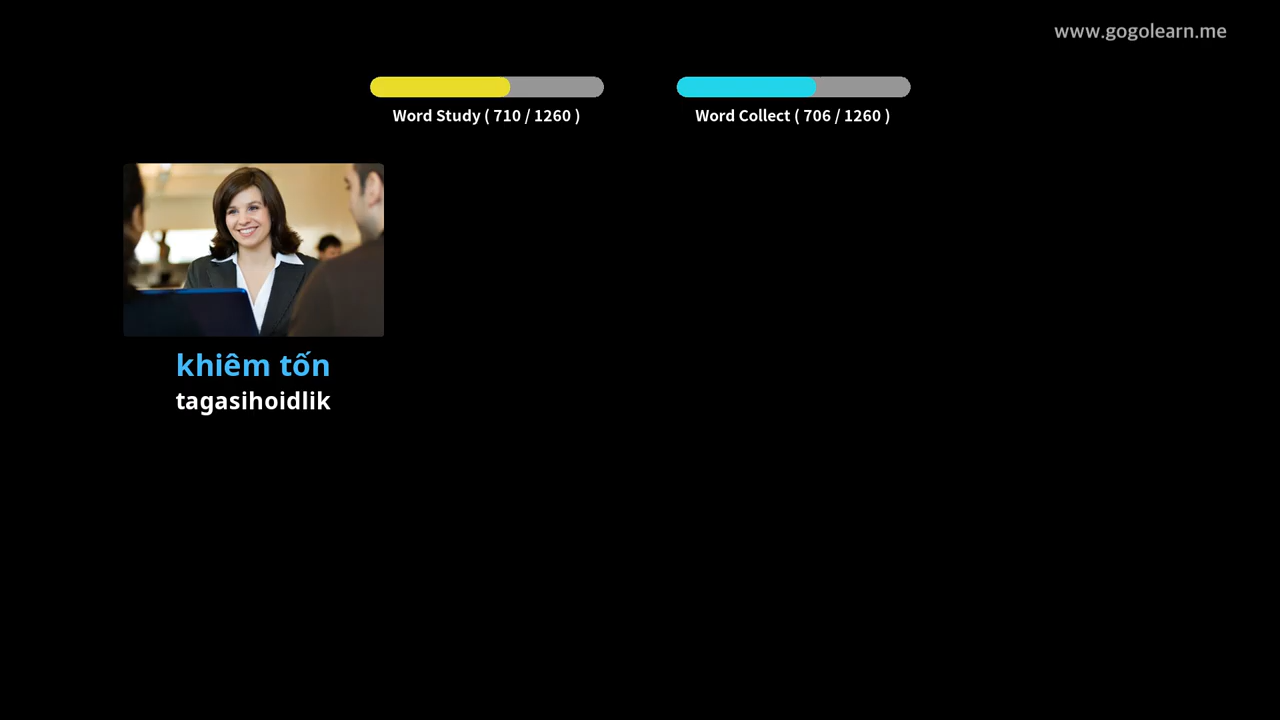 www.gogolearn.me
Word Study ( 710 / 1260 )
Word Collect ( 706 / 1260 )
khiêm tốn
tagasihoidlik